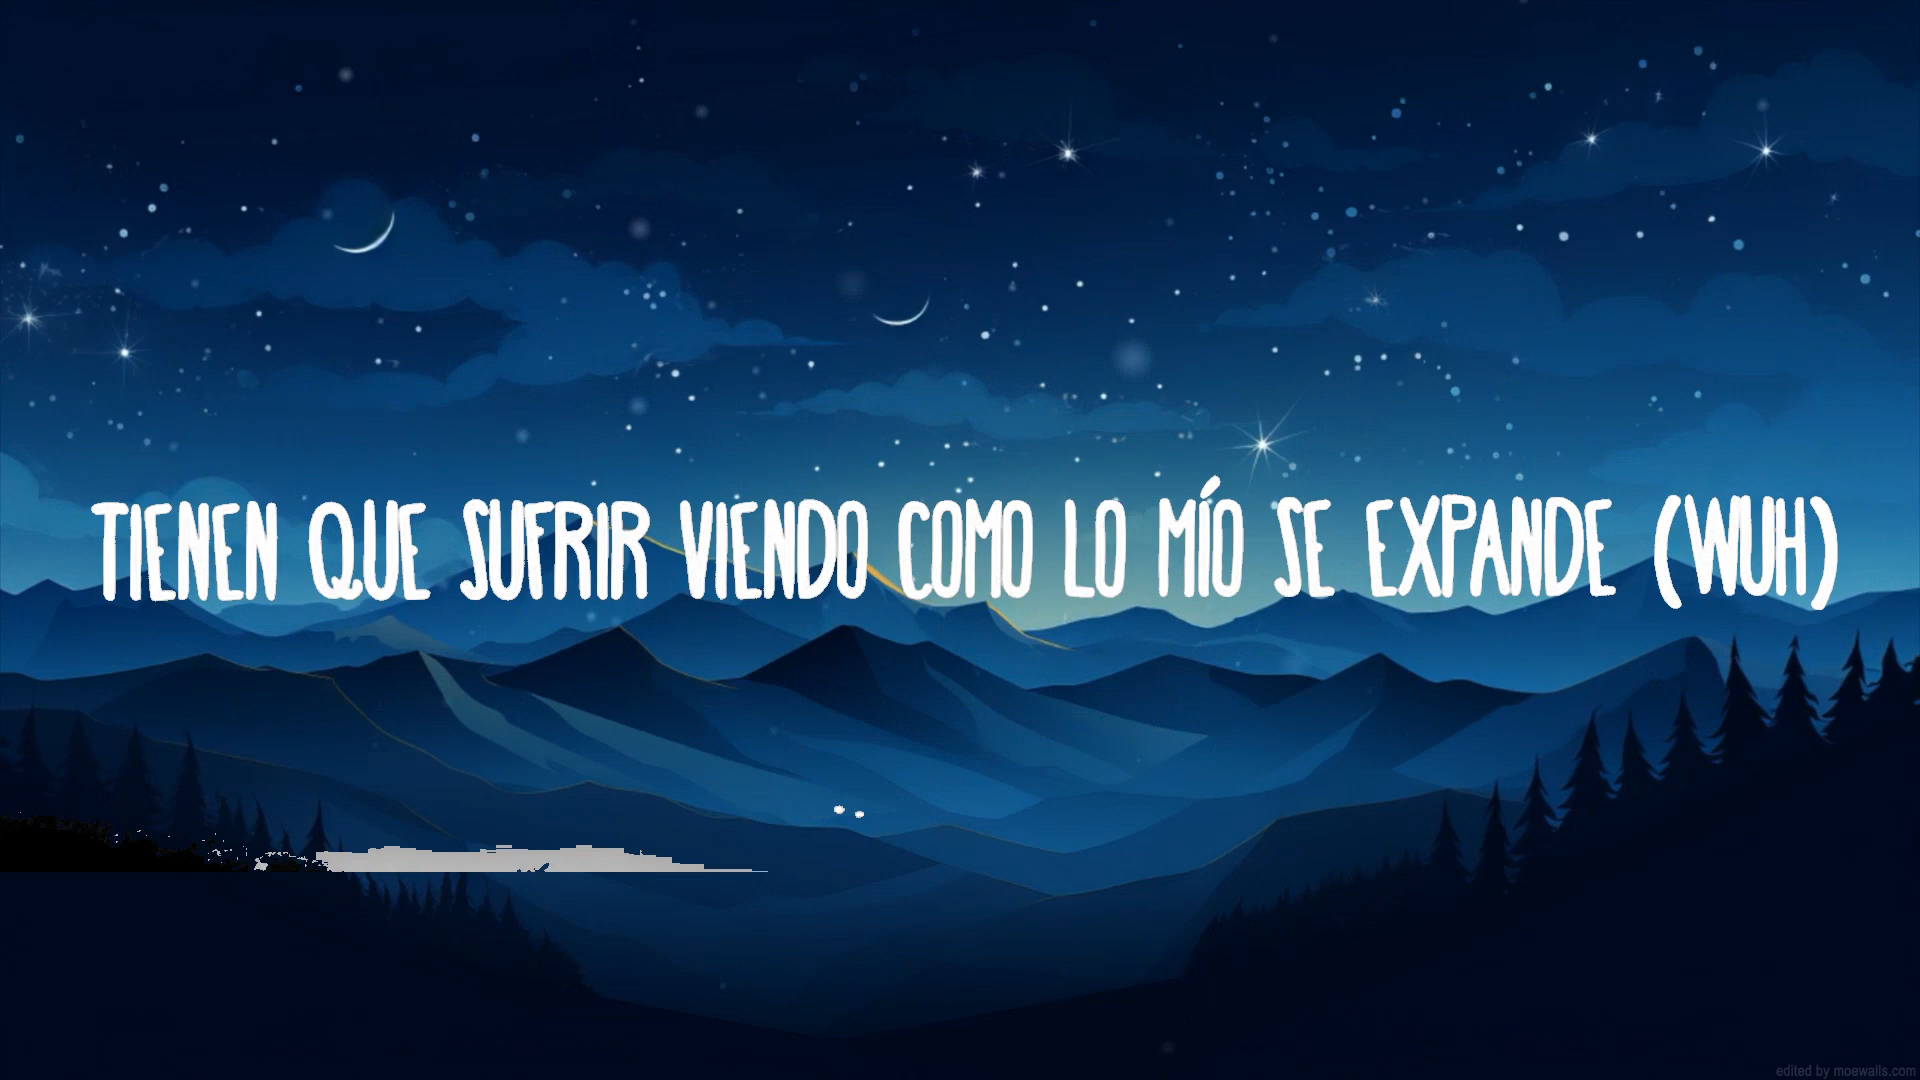 TIENEN QUE SUFRIR VIENDO COMO LO MÍO SE EXPANDE (WUH)
edited by moewalls.com